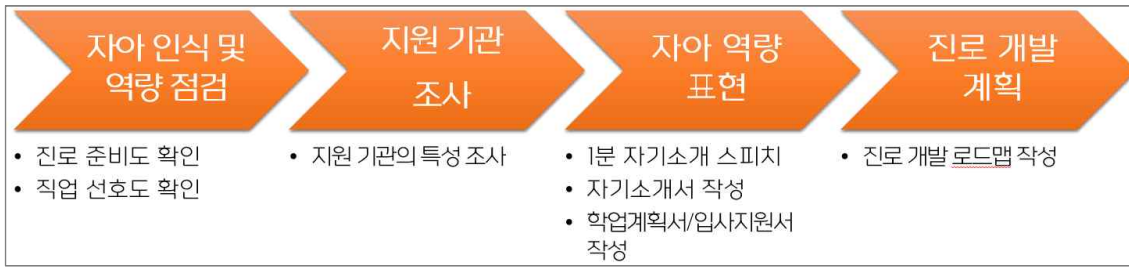 자아 인식 및
역량 점검
• 진로 준비도 확인
• 직업 선호도 확인
지원 기관
조사
• 지원 기관의 특성 조사
자아 역량
표현
• 1분 자기소개 스피치
• 자기소개서 작성
• 학업계획서/입사지원서
작성
진로 개발
계획
• 진로 개발 로드맵 작성